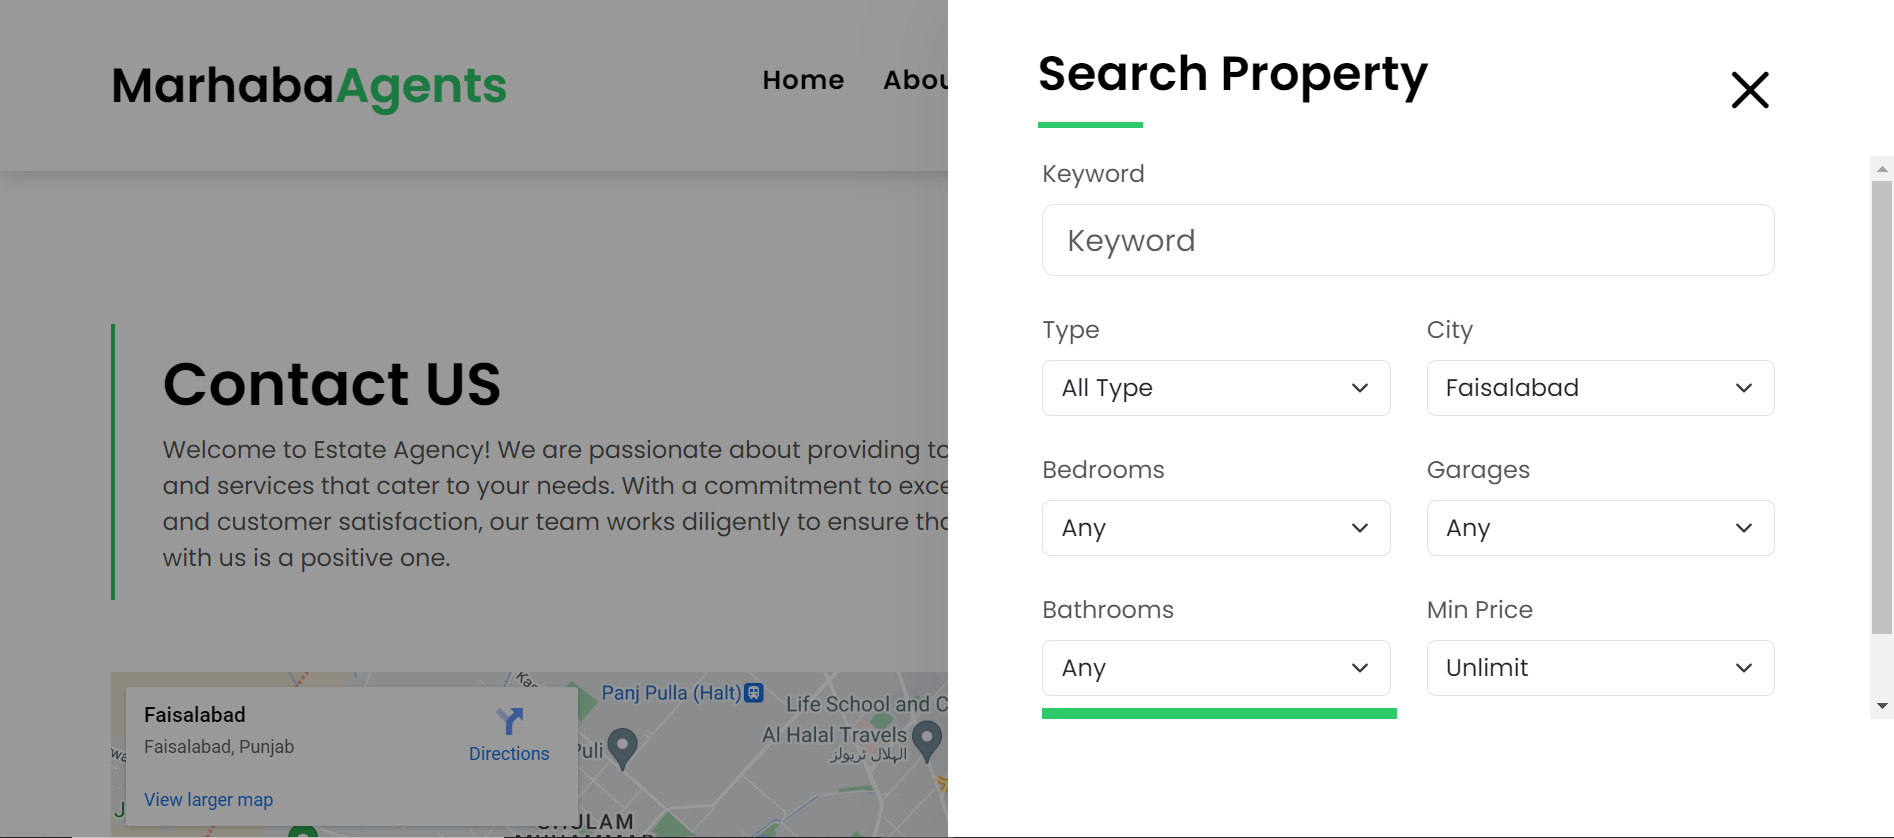 MarhabaAgents
Home
Abou
Contact US
Welcome to Estate Agency! We are passionate about providing to
and services that cater to your needs. With a commitment to exce
and customer satisfaction, our team works diligently to ensure tha
with us is a positive one.
Faisalabad
Faisalabad, Punjab
Directions
View larger map
Panj Pulla (Halt)
Life School and C
Al Halal Travels
الہلال ٹریولز
Puli
GHULAM
MUHAMMAD
Search Property
Keyword
Keyword
Type
City
All Type
Faisalabad
Bedrooms
Garages
Any
Any
Bathrooms
Min Price
Any
Unlimit